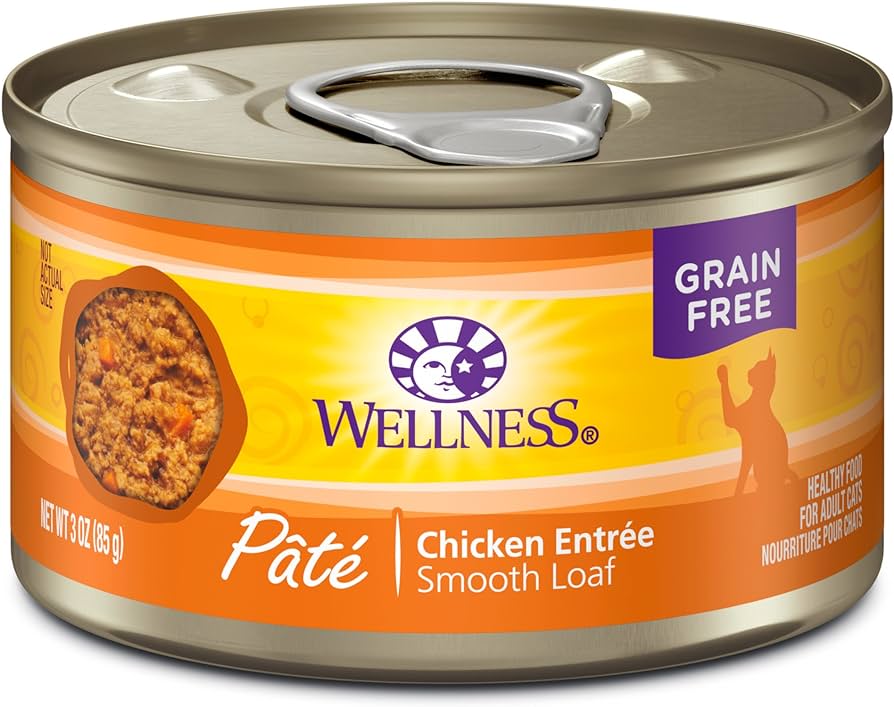 NOT
ACTUAL
SIZE
GRAIN
FREE
WELLNESS®
NET WT 3 OZ (85 g)
Pâté
Chicken Entrée
Smooth Loaf
HEALTHY FOOD
FOR ADULT CATS
NOURRITURE POUR CHATS